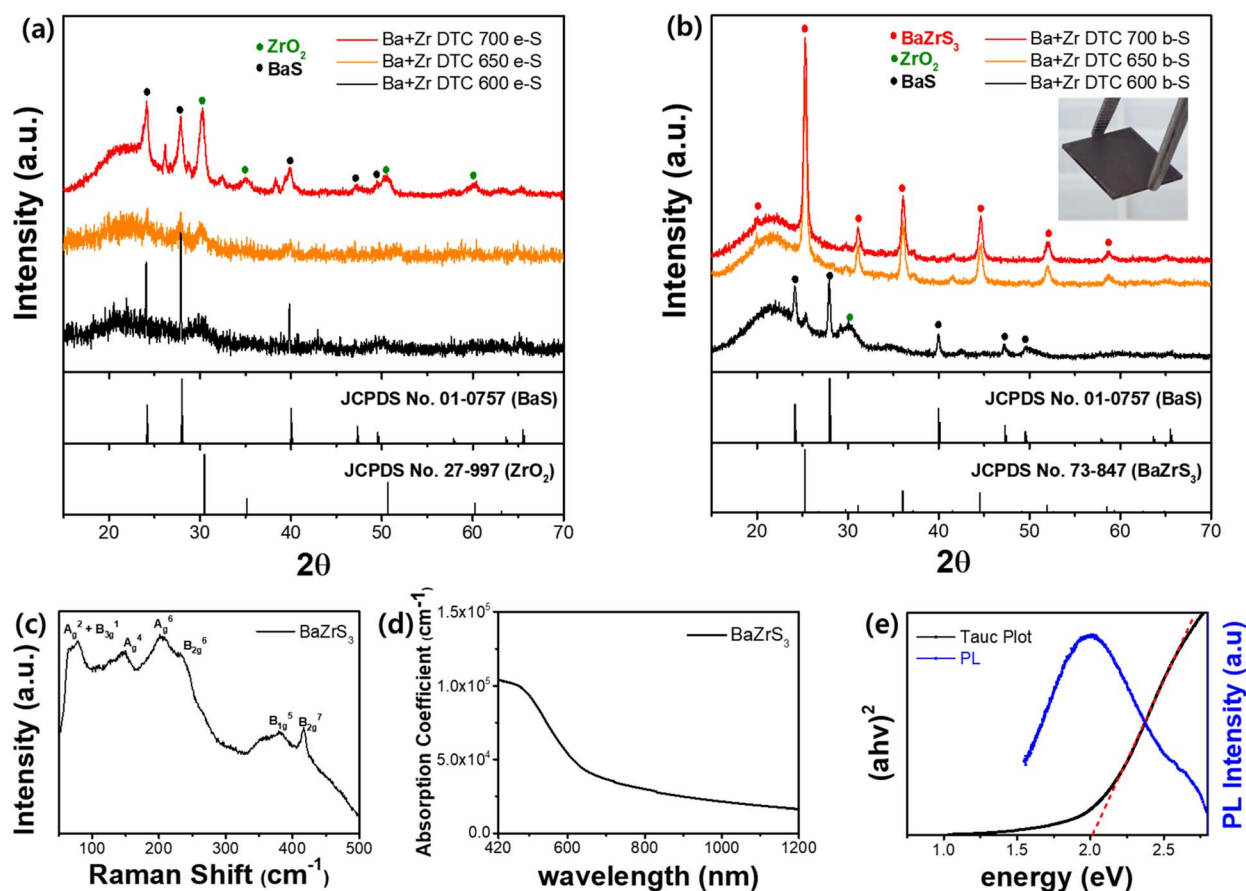 (a)
ZrO2
BaS
Ba+Zr DTC 700 e-S
Ba+Zr DTC 650 e-S
Ba+Zr DTC 600 e-S
Intensity (a.u.)
JCPDS No. 01-0757 (BaS)
JCPDS No. 27-997 (ZrO2)
20 30 40 50 60 70
2θ
(b)
BaZrS3
ZrO2
BaS
Ba+Zr DTC 700 b-S
Ba+Zr DTC 650 b-S
Ba+Zr DTC 600 b-S
Intensity (a.u.)
JCPDS No. 01-0757 (BaS)
JCPDS No. 73-847 (BaZrS3)
20 30 40 50 60 70
2θ
(c)
Ag2 + B3g1
Ag4
Ag6
B2g6
B1g5
B2g7
BaZrS3
Intensity (a.u.)
100 200 300 400 500
Raman Shift (cm-1)
(d)
BaZrS3
Absorption Coefficient (cm-1)
1.5x10^5
1.0x10^5
5.0x10^4
0.0
420 600 800 1000 1200
wavelength (nm)
(e)
Tauc Plot
PL
(ahv)2
PL Intensity (a.u)
1.0 1.5 2.0 2.5
energy (eV)